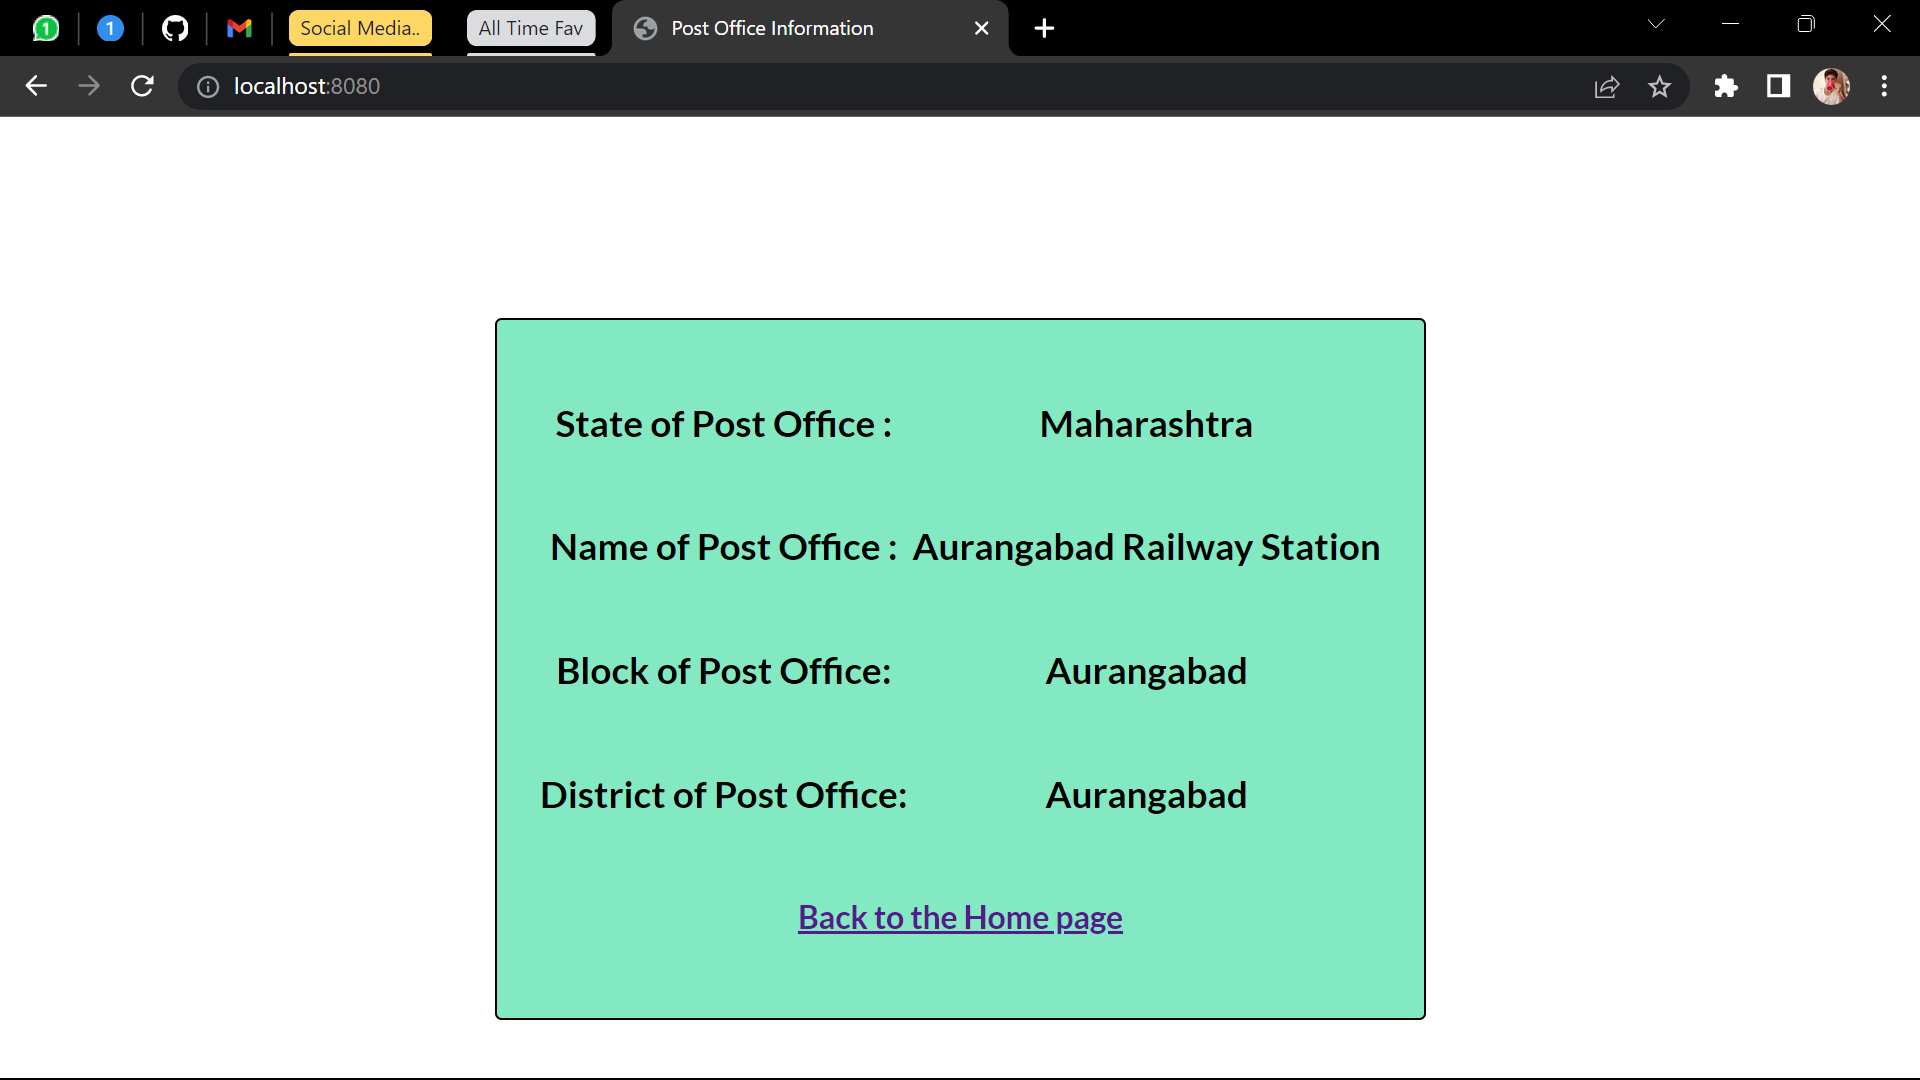 1
1
Social Media..
All Time Fav
Post Office Information
localhost:8080
State of Post Office : Maharashtra
Name of Post Office : Aurangabad Railway Station
Block of Post Office: Aurangabad
District of Post Office: Aurangabad
Back to the Home page